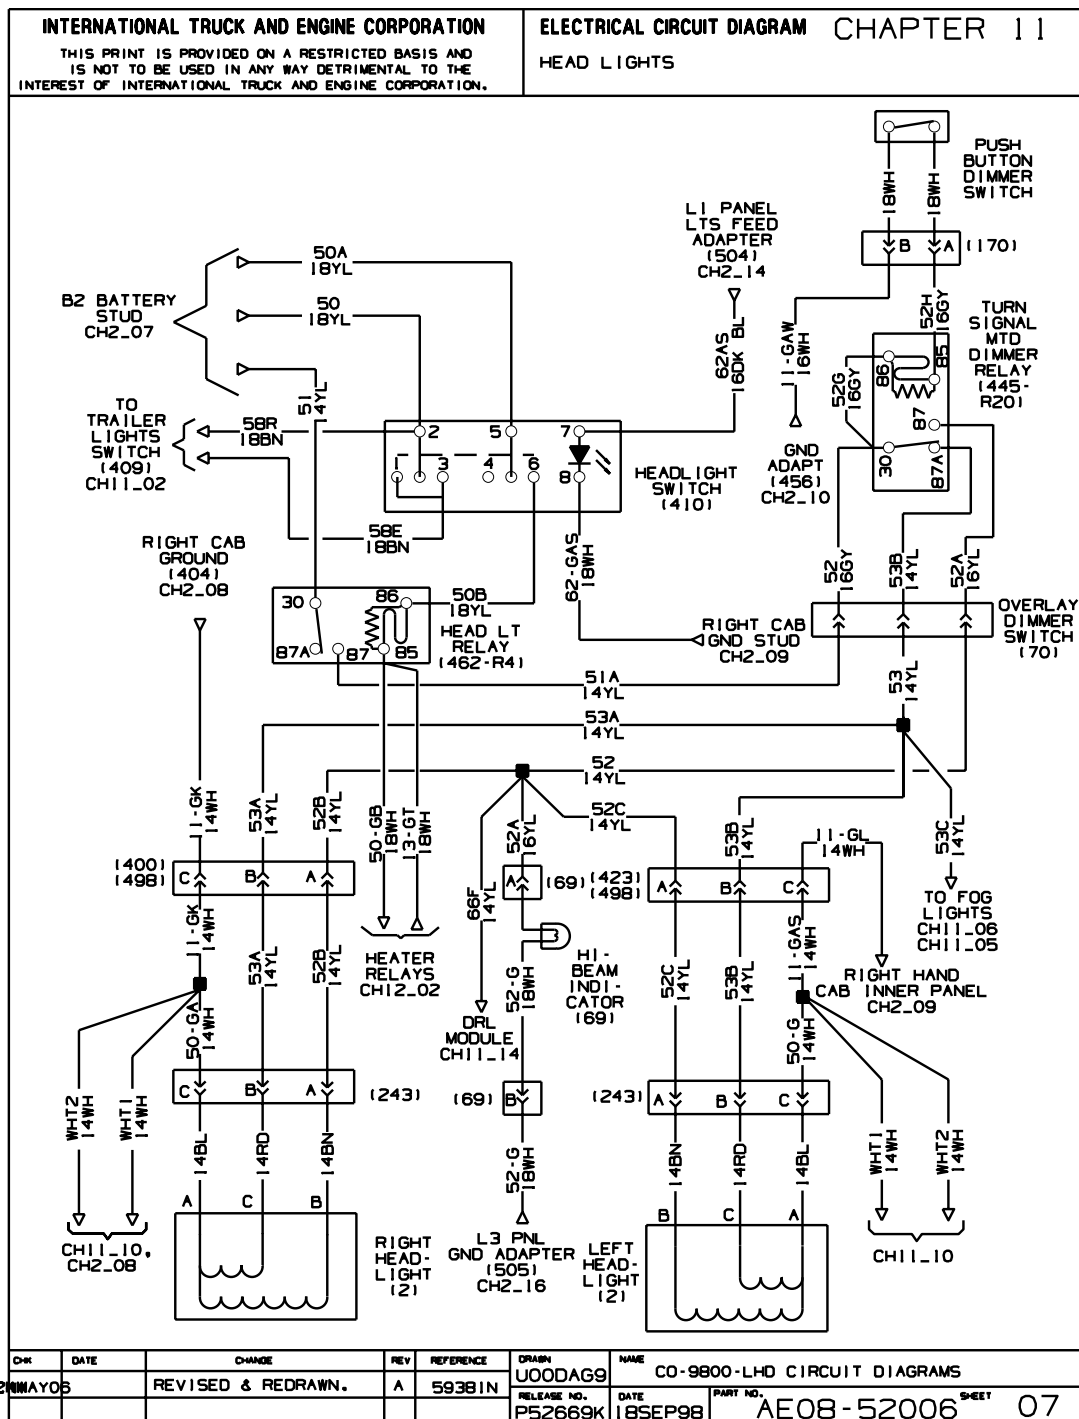 INTERNATIONAL TRUCK AND ENGINE CORPORATION
THIS PRINT IS PROVIDED ON A RESTRICTED BASIS AND
IS NOT TO BE USED IN ANY WAY DETRIMENTAL TO THE
INTEREST OF INTERNATIONAL TRUCK AND ENGINE CORPORATION.
ELECTRICAL CIRCUIT DIAGRAM CHAPTER 11
HEAD LIGHTS
PUSH
BUTTON
DIMMER
SWITCH
18WH
18WH
B A (170)
L1 PANEL
LTS FEED
ADAPTER
(504)
CH2_14
50A
18YL
B2 BATTERY
STUD
CH2_07
50
18YL
51
14YL
62AS
16DK BL
11-GAW
16WH
52H
16GY
TURN
SIGNAL
MTD
DIMMER
RELAY
(445-
R20)
52G
16GY
86
85
87
30
87A
TO
TRAILER
LIGHTS
SWITCH
(409)
CH11_02
58R
18BN
2 5 7
1 3 4 6 8
HEADLIGHT
SWITCH
(410)
GND
ADAPT
(456)
CH2_10
58E
18BN
62-GAS
18WH
RIGHT CAB
GROUND
(404)
CH2_08
52
16GY
53B
14YL
52A
16YL
30 86
50B
18YL
87A 87 85
HEAD LT
RELAY
(462-R4)
RIGHT CAB
GND STUD
CH2_09
OVERLAY
DIMMER
SWITCH
(70)
51A
14YL
53
14YL
53A
14YL
52
14YL
11-GK
14WH
53A
14YL
52B
14YL
50-GB
18WH
13-GT
18WH
52A
16YL
52C
14YL
53B
14YL
11-GL
14WH
53C
14YL
(400)
(498)
C B A
66F
14YL
A (69)
(423)
(498)
A B C
TO FOG
LIGHTS
CH11_06
CH11_05
11-GK
14WH
53A
14YL
52B
14YL
HEATER
RELAYS
CH12_02
HI-
BEAM
INDI-
CATOR
(69)
52-G
18WH
52C
14YL
53B
14YL
11-GAS
14WH
RIGHT HAND
CAB INNER PANEL
CH2_09
50-GA
14WH
DRL
MODULE
CH11_14
50-G
14WH
C B A (243)
(69) B
(243) A B C
WHT2
14WH
WHT1
14WH
14BL
14RD
14BN
52-G
18WH
14BN
14RD
14BL
WHT1
14WH
WHT2
14WH
A C B
B C A
CH11_10,
CH2_08
RIGHT
HEAD-
LIGHT
(2)
L3 PNL
GND ADAPTER
(505)
CH2_16
LEFT
HEAD-
LIGHT
(2)
CH11_10
CHK DATE CHANGE REV REFERENCE
REVISED & REDRAWN. A 59381N
DRAWN
U00DAG9
NAME
CO-9800-LHD CIRCUIT DIAGRAMS
RELEASE NO.
P52669K
DATE
18SEP98
PART NO.
AE08-52006
SHEET
07